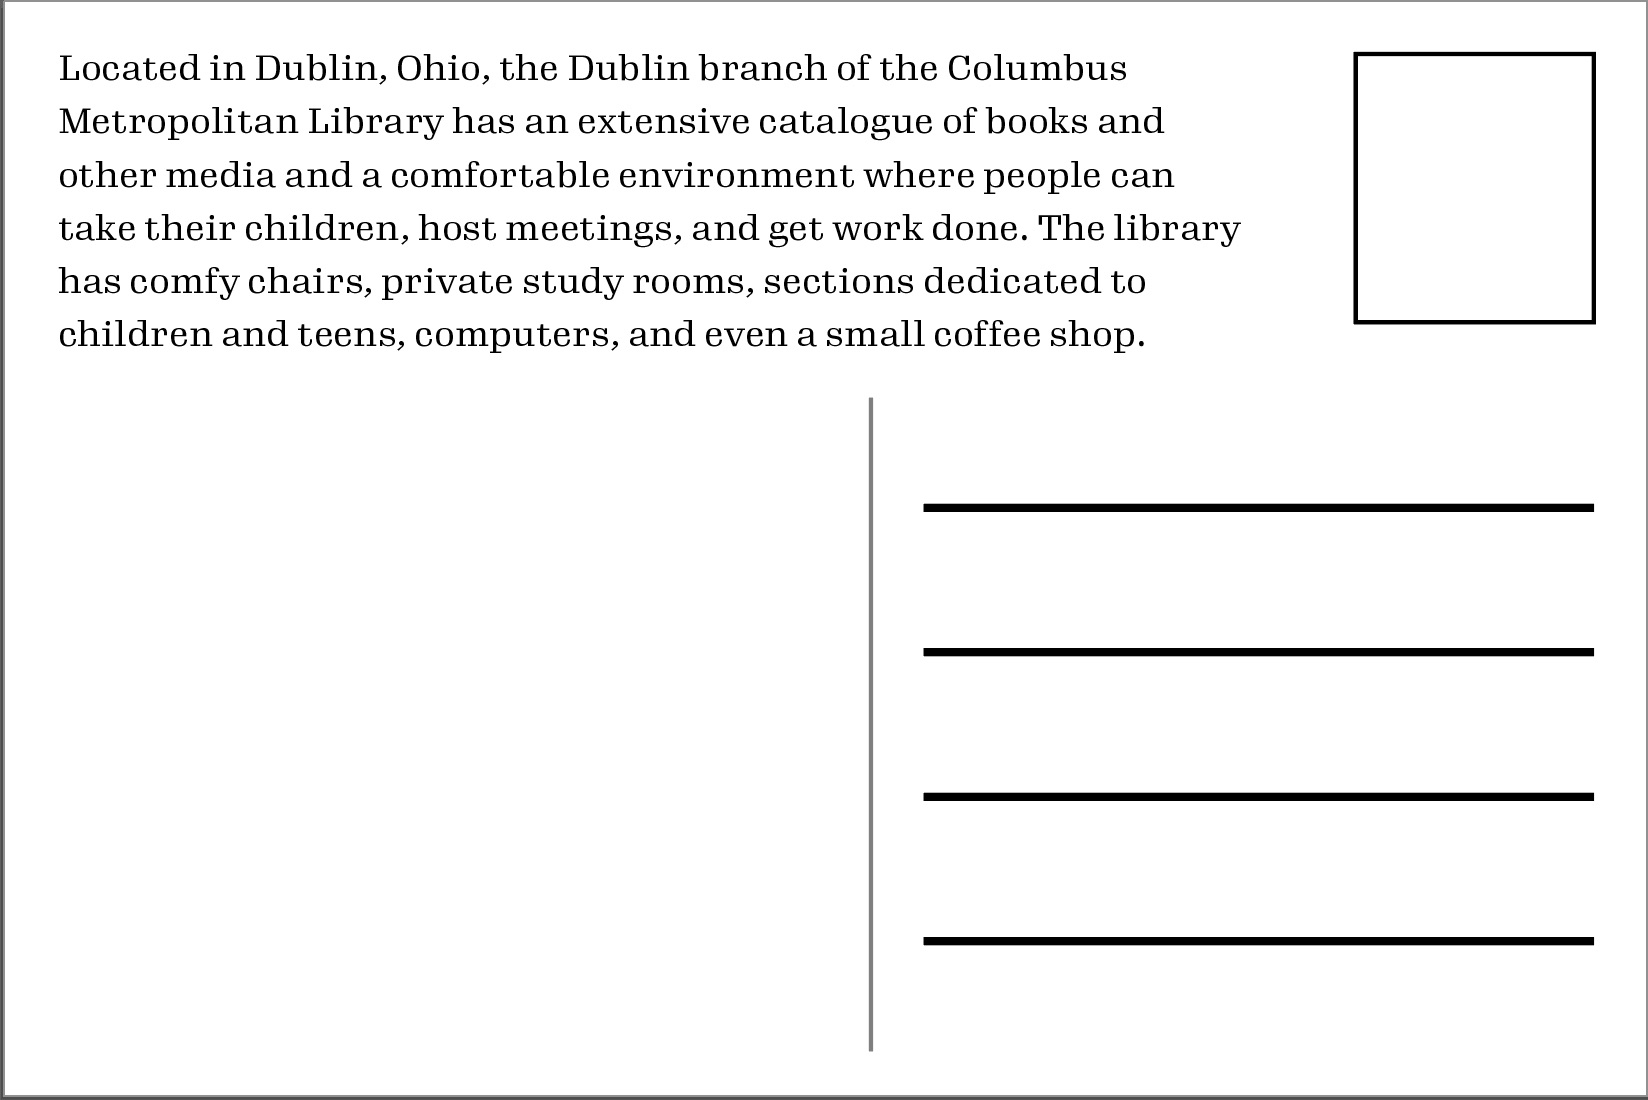 Located in Dublin, Ohio, the Dublin branch of the Columbus
Metropolitan Library has an extensive catalogue of books and
other media and a comfortable environment where people can
take their children, host meetings, and get work done. The library
has comfy chairs, private study rooms, sections dedicated to
children and teens, computers, and even a small coffee shop.